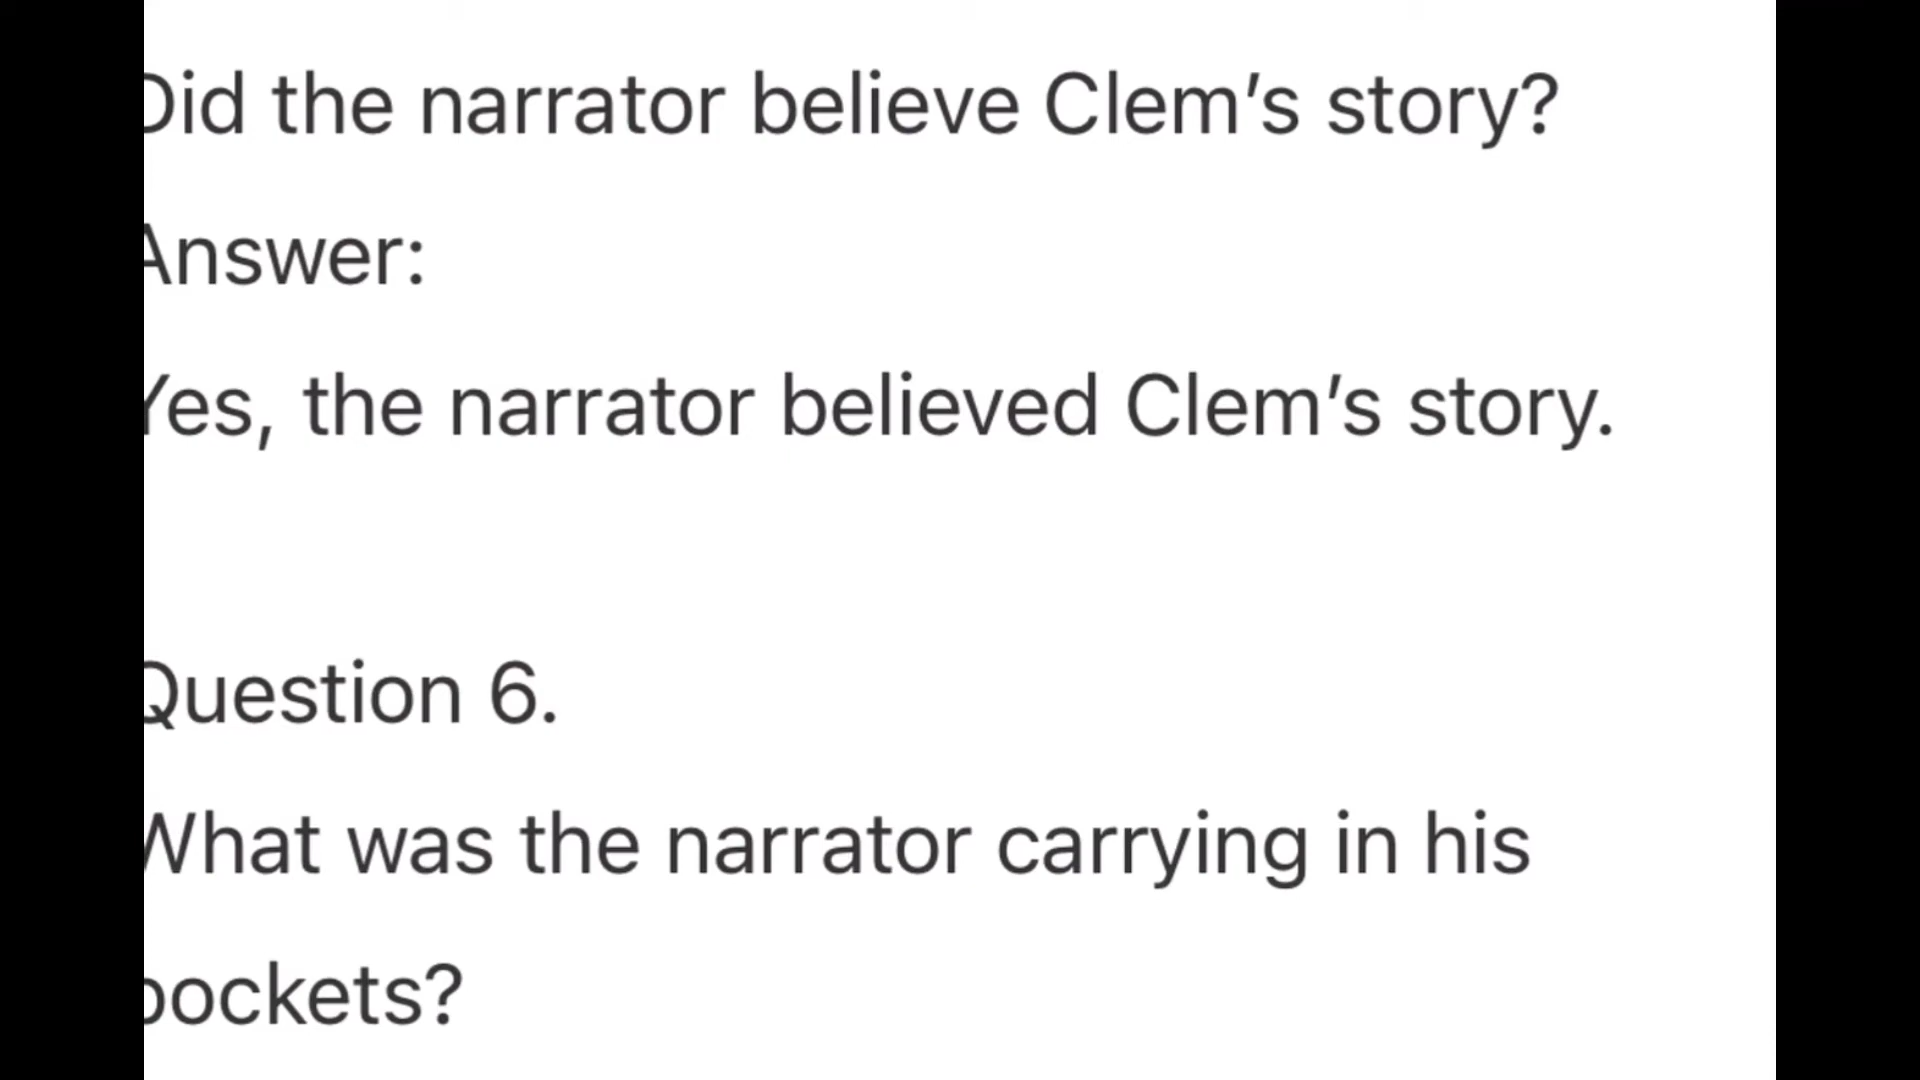 Did the narrator believe Clem’s story?
Answer:
Yes, the narrator believed Clem’s story.
Question 6.
What was the narrator carrying in his
pockets?